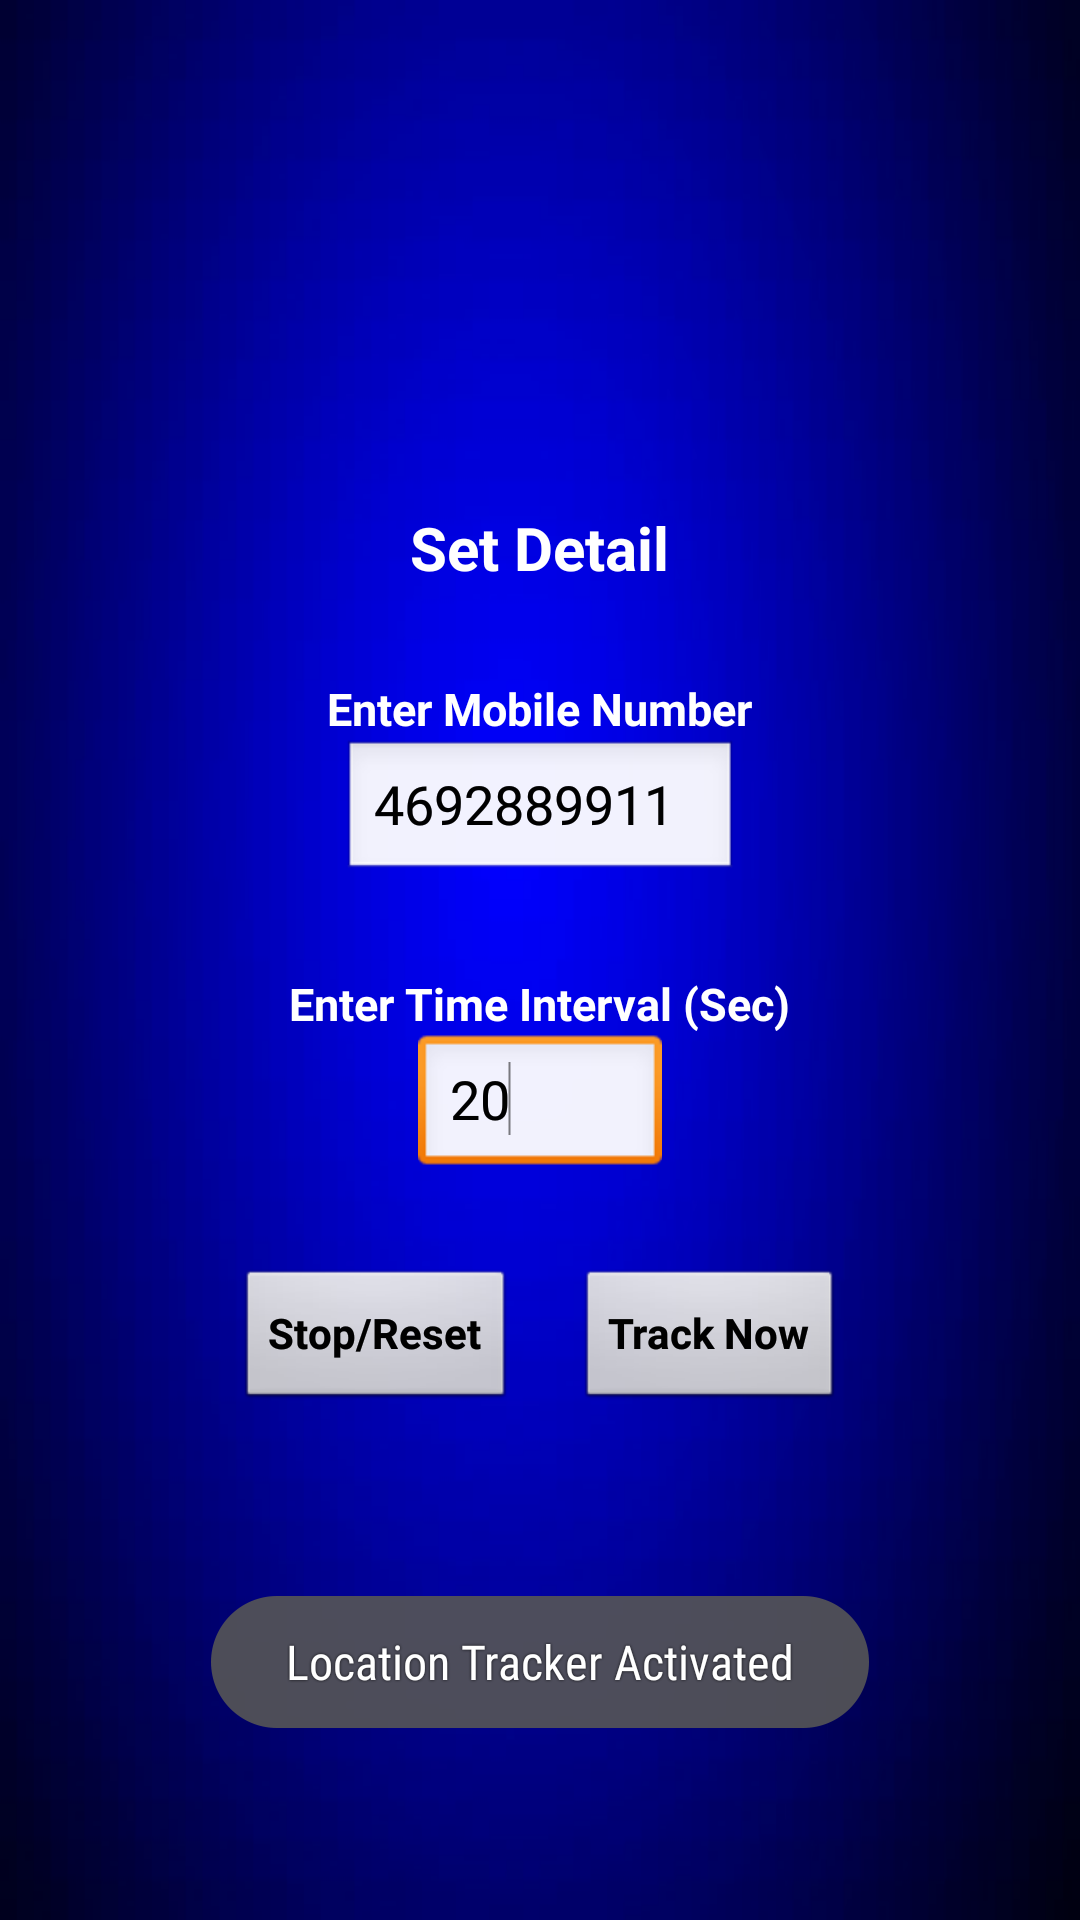 Set Detail
Enter Mobile Number
4692889911
Enter Time Interval (Sec)
20
Stop/Reset
Track Now
Location Tracker Activated